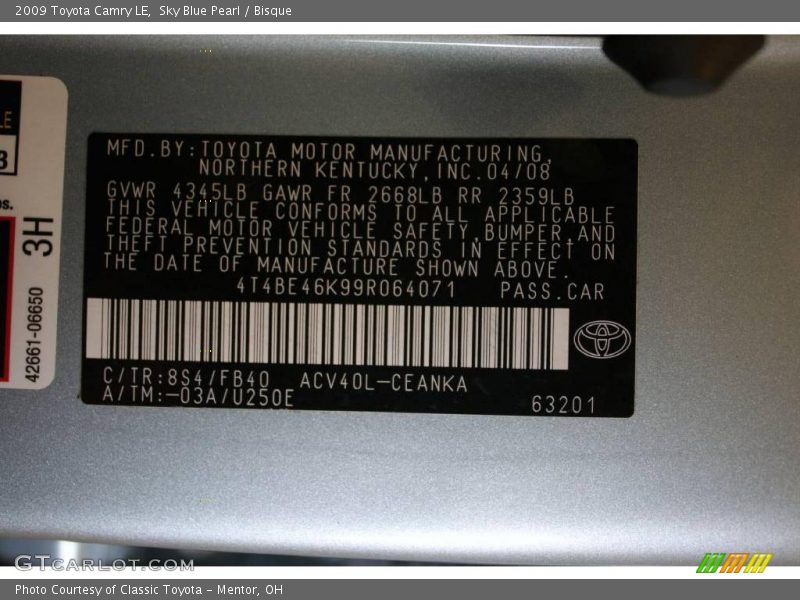 2009 Toyota Camry LE, Sky Blue Pearl / Bisque
LE
3
os.
3H
42661-06650
MFD.BY:TOYOTA MOTOR MANUFACTURING,
NORTHERN KENTUCKY,INC.04/08
GVWR 4345LB GAWR FR 2668LB RR 2359LB
THIS VEHICLE CONFORMS TO ALL APPLICABLE
FEDERAL MOTOR VEHICLE SAFETY,BUMPER,AND
THEFT PREVENTION STANDARDS IN EFFECT ON
THE DATE OF MANUFACTURE SHOWN ABOVE.
4T4BE46K99R064071 PASS.CAR
C/TR:8S4/FB40 ACV40L-CEANKA
A/TM:-03A/U250E
63201
GTCARLOT.COM
Photo Courtesy of Classic Toyota - Mentor, OH